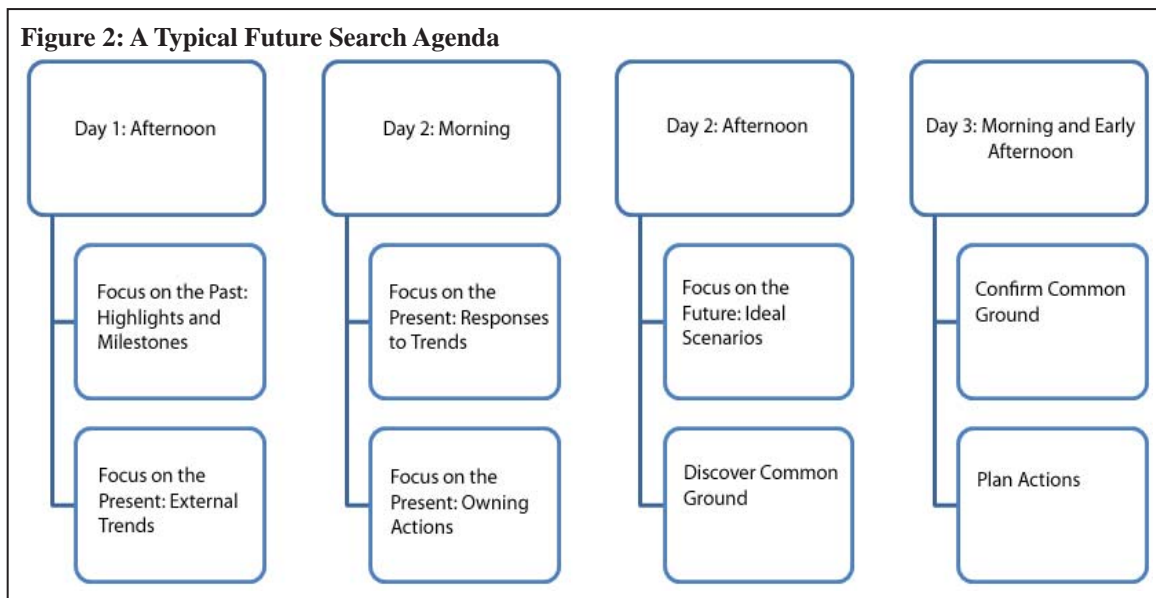 Figure 2: A Typical Future Search Agenda
Day 1: Afternoon
Focus on the Past:
Highlights and
Milestones
Focus on the
Present: External
Trends
Day 2: Morning
Focus on the
Present: Responses
to Trends
Focus on the
Present: Owning
Actions
Day 2: Afternoon
Focus on the
Future: Ideal
Scenarios
Discover Common
Ground
Day 3: Morning and Early
Afternoon
Confirm Common
Ground
Plan Actions